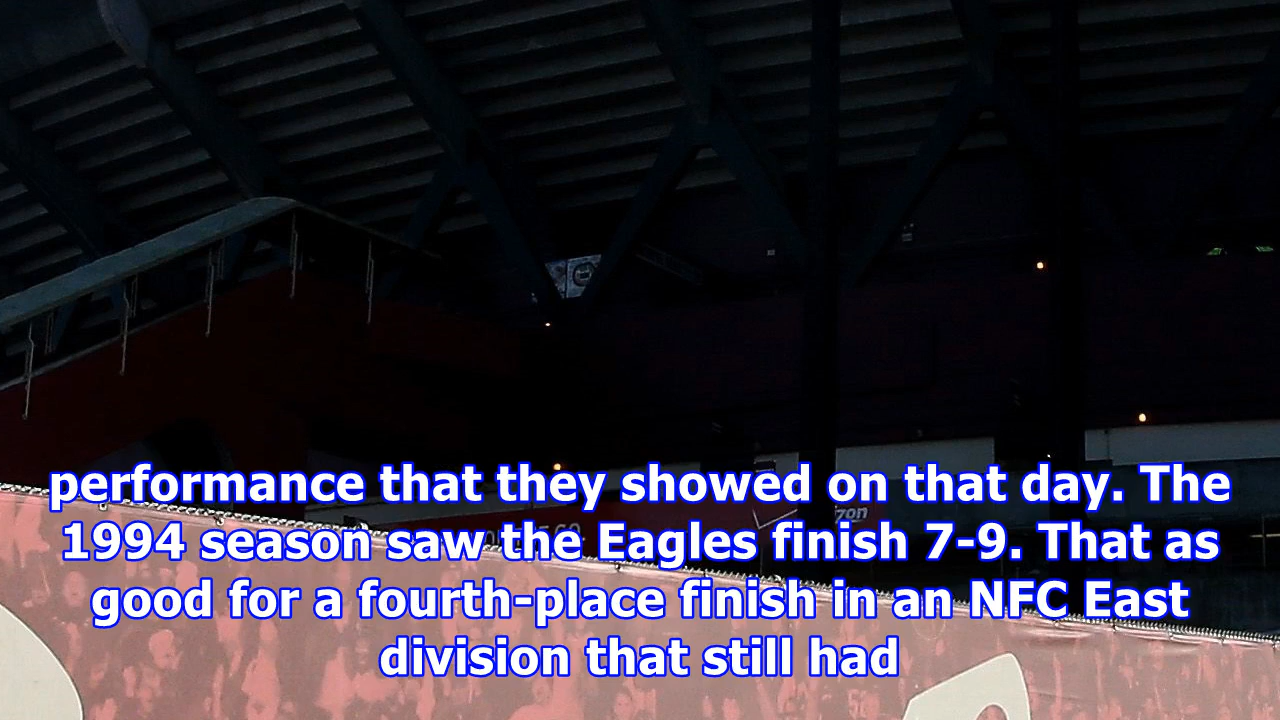 performance that they showed on that day. The
1994 season saw the Eagles finish 7-9. That as
good for a fourth-place finish in an NFC East
division that still had